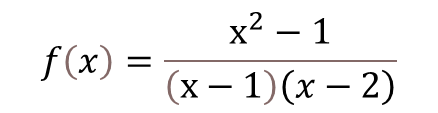 f(x) = (x² − 1) / ((x − 1)(x − 2))